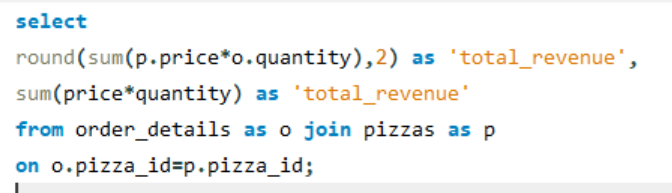 select
round(sum(p.price*o.quantity),2) as 'total_revenue',
sum(price*quantity) as 'total_revenue'
from order_details as o join pizzas as p
on o.pizza_id=p.pizza_id;